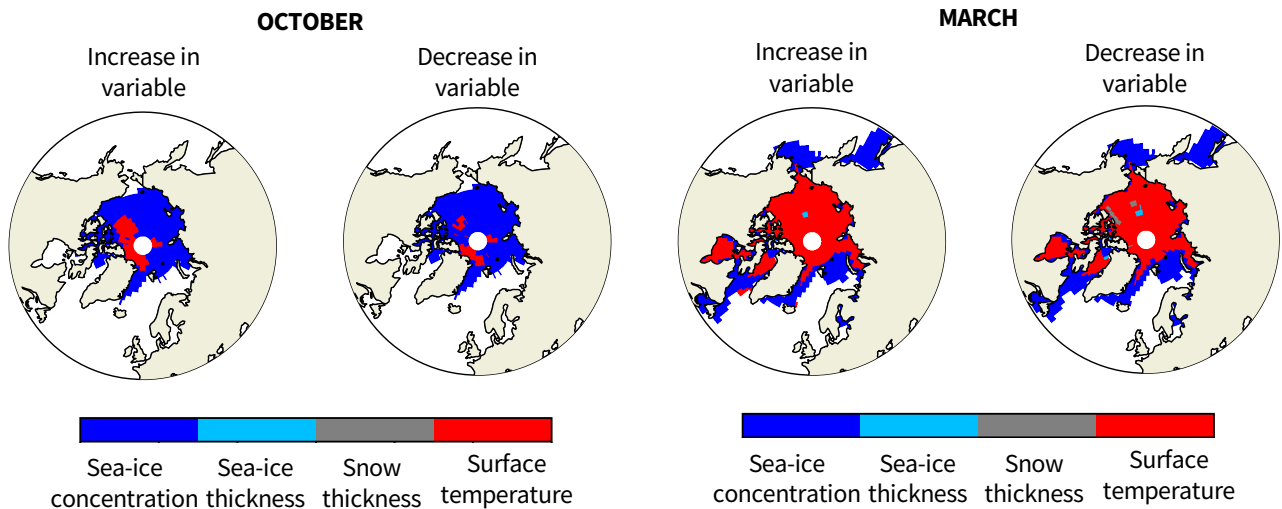 OCTOBER
Increase in
variable
Decrease in
variable
Sea-ice
concentration
Sea-ice
thickness
Snow
thickness
Surface
temperature
MARCH
Increase in
variable
Decrease in
variable
Sea-ice
concentration
Sea-ice
thickness
Snow
thickness
Surface
temperature